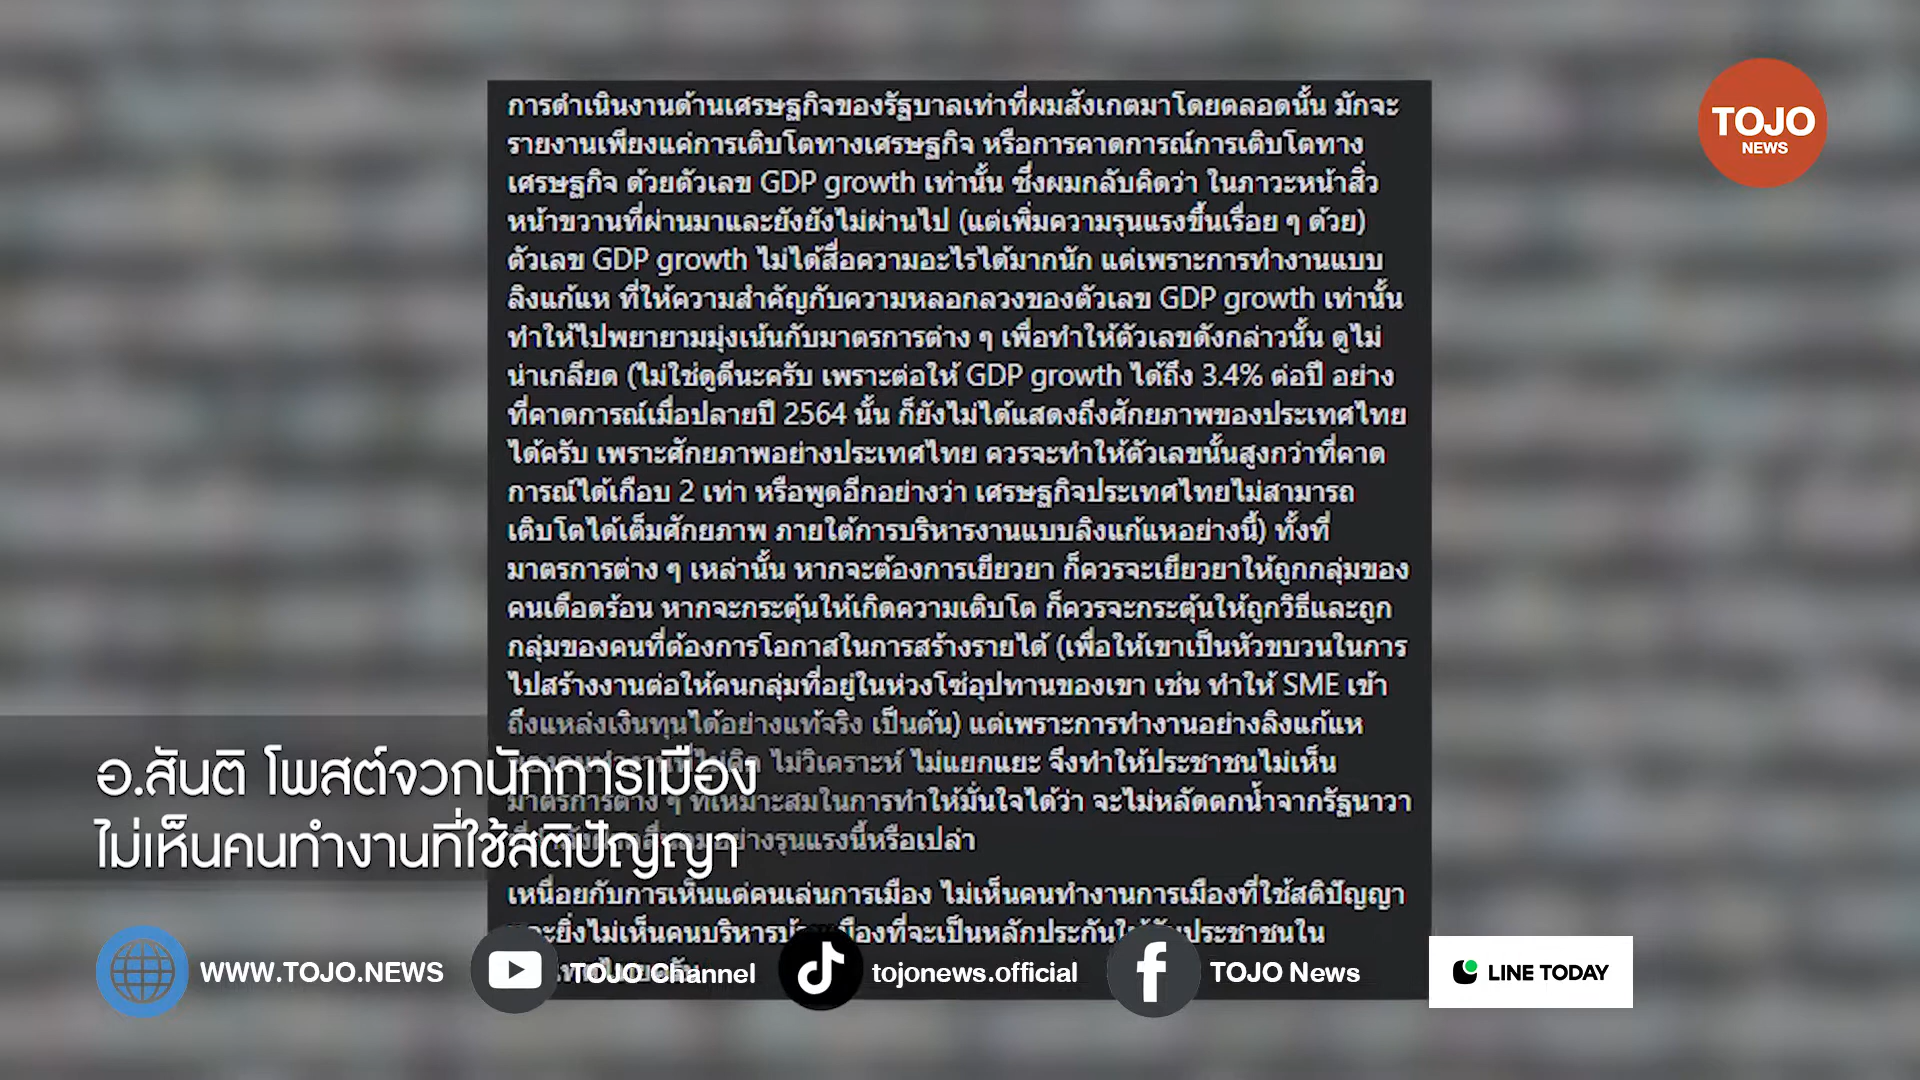 การดำเนินงานด้านเศรษฐกิจของรัฐบาลเท่าที่ผมสังเกตมาโดยตลอดนั้น มักจะ
รายงานเพียงแค่การเติบโตทางเศรษฐกิจ หรือการคาดการณ์การเติบโตทาง
เศรษฐกิจ ด้วยตัวเลข GDP growth เท่านั้น ซึ่งผมกลับคิดว่า ในภาวะหน้าสิ่ว
หน้าขวานที่ผ่านมาและยังยังไม่ผ่านไป (แต่เพิ่มความรุนแรงขึ้นเรื่อย ๆ ด้วย)
ตัวเลข GDP growth ไม่ได้สื่อความอะไรได้มากนัก แต่เพราะการทำงานแบบ
ลิงแก้แห ที่ให้ความสำคัญกับความหลอกลวงของตัวเลข GDP growth เท่านั้น
ทำให้ไปพยายามมุ่งเน้นกับมาตรการต่าง ๆ เพื่อทำให้ตัวเลขดังกล่าวนั้น ดูไม่
น่าเกลียด (ไม่ใช่ดูดีนะครับ เพราะต่อให้ GDP growth ได้ถึง 3.4% ต่อปี อย่าง
ที่คาดการณ์เมื่อปลายปี 2564 นั้น ก็ยังไม่ได้แสดงถึงศักยภาพของประเทศไทย
ได้ครับ เพราะศักยภาพอย่างประเทศไทย ควรจะทำให้ตัวเลขนั้นสูงกว่าที่คาด
การณ์ได้เกือบ 2 เท่า หรือพูดอีกอย่างว่า เศรษฐกิจประเทศไทยไม่สามารถ
เติบโตได้เต็มศักยภาพ ภายใต้การบริหารงานแบบลิงแก้แหอย่างนี้) ทั้งที่
มาตรการต่าง ๆ เหล่านั้น หากจะต้องการเยียวยา ก็ควรจะเยียวยาให้ถูกกลุ่มของ
คนเดือดร้อน หากจะกระตุ้นให้เกิดความเติบโต ก็ควรจะกระตุ้นให้ถูกวิธีและถูก
กลุ่มของคนที่ต้องการโอกาสในการสร้างรายได้ (เพื่อให้เขาเป็นหัวขบวนในการ
ไปสร้างงานต่อให้คนกลุ่มที่อยู่ในห่วงโซ่อุปทานของเขา เช่น ทำให้ SME เข้า
ถึงแหล่งเงินทุนได้อย่างแท้จริง เป็นต้น) แต่เพราะการทำงานอย่างลิงแก้แห
ไม่วิเคราะห์ ไม่แยกแยะ จึงทำให้ประชาชนไม่เห็น
มาตรการต่าง ๆ ที่เหมาะสมในการทำให้มั่นใจได้ว่า จะไม่หลัดตกน้ำจากรัฐนาวา
อย่างรุนแรงนี้หรือเปล่า
เหนื่อยกับการเห็นแต่คนเล่นการเมือง ไม่เห็นคนทำงานการเมืองที่ใช้สติปัญญา
และยิ่งไม่เห็นคนบริหารบ้านเมืองที่จะเป็นหลักประกันให้กับประชาชนใน
อ.สันติ โพสต์จวกนักการเมือง
ไม่เห็นคนทำงานที่ใช้สติปัญญา
TOJO
NEWS
WWW.TOJO.NEWS
TOJO Channel
tojonews.official
TOJO News
LINE TODAY